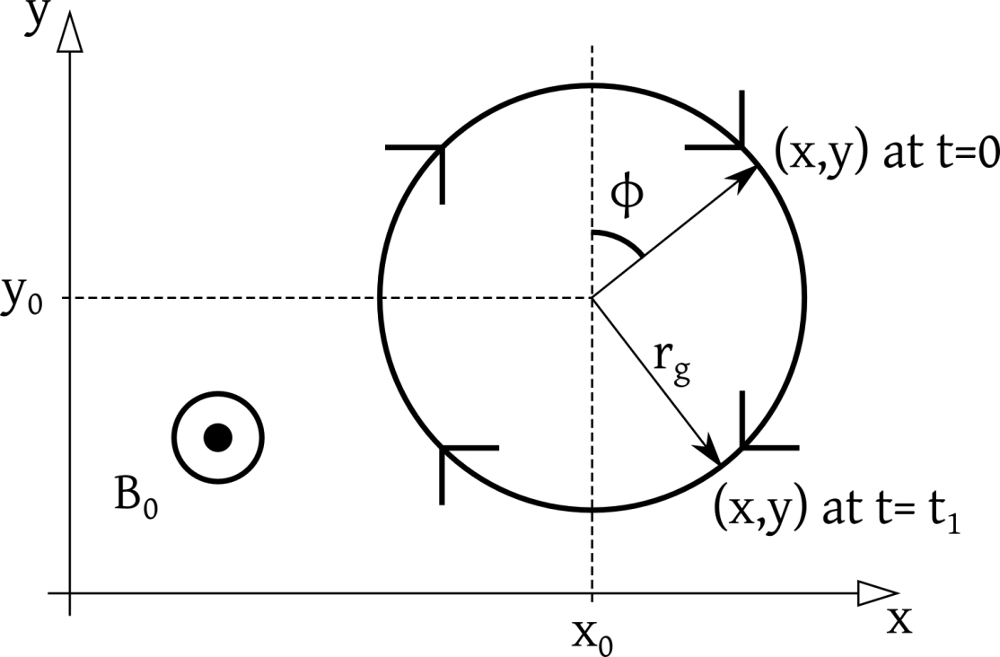 y
(x,y) at t=0
ϕ
y₀
r_g
B₀
(x,y) at t= t₁
x
x₀